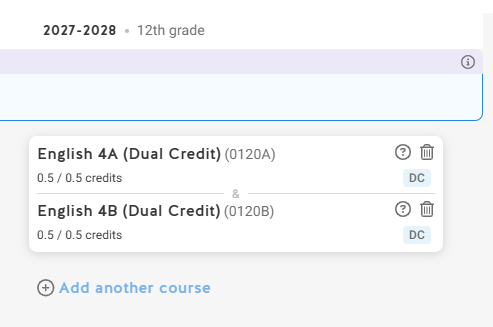 2027-2028 • 12th grade
English 4A (Dual Credit) (0120A)
0.5 / 0.5 credits DC
&
English 4B (Dual Credit) (0120B)
0.5 / 0.5 credits DC
Add another course